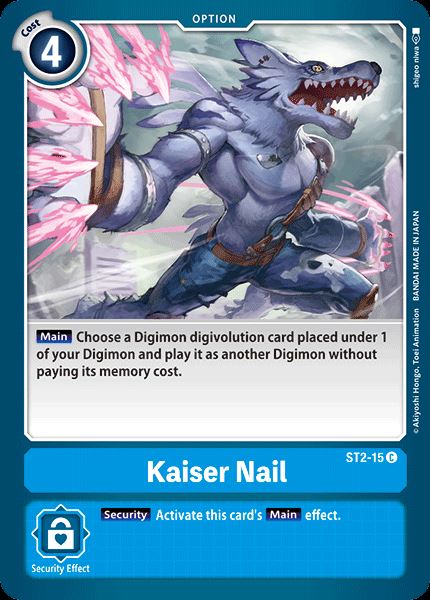 OPTION
Cost
4
shigeo niwa
©Akiyoshi Hongo, Toei Animation BANDAI MADE IN JAPAN
Main Choose a Digimon digivolution card placed under 1
of your Digimon and play it as another Digimon without
paying its memory cost.
ST2-15 C
Kaiser Nail
Security Activate this card's Main effect.
Security Effect